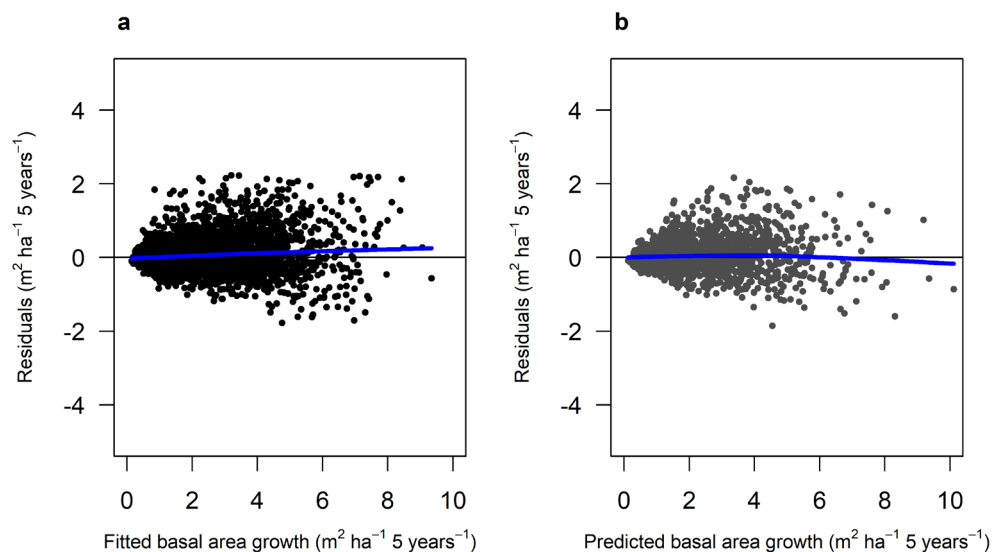 a
Residuals (m² ha⁻¹ 5 years⁻¹)
4
2
0
-2
-4
0 2 4 6 8 10
Fitted basal area growth (m² ha⁻¹ 5 years⁻¹)
b
Residuals (m² ha⁻¹ 5 years⁻¹)
4
2
0
-2
-4
0 2 4 6 8 10
Predicted basal area growth (m² ha⁻¹ 5 years⁻¹)